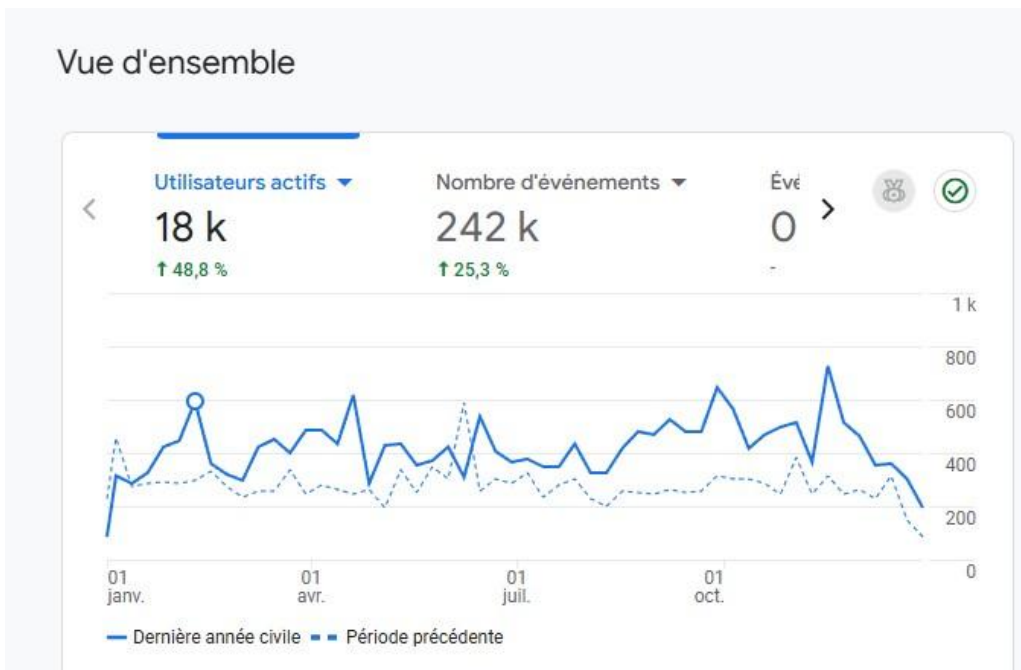 Vue d'ensemble
Utilisateurs actifs
Nombre d'événements
Évé
18 k
242 k
0
↑ 48,8 %
↑ 25,3 %
-
1 k
800
600
400
200
0
01
janv.
01
avr.
01
juil.
01
oct.
Dernière année civile
Période précédente